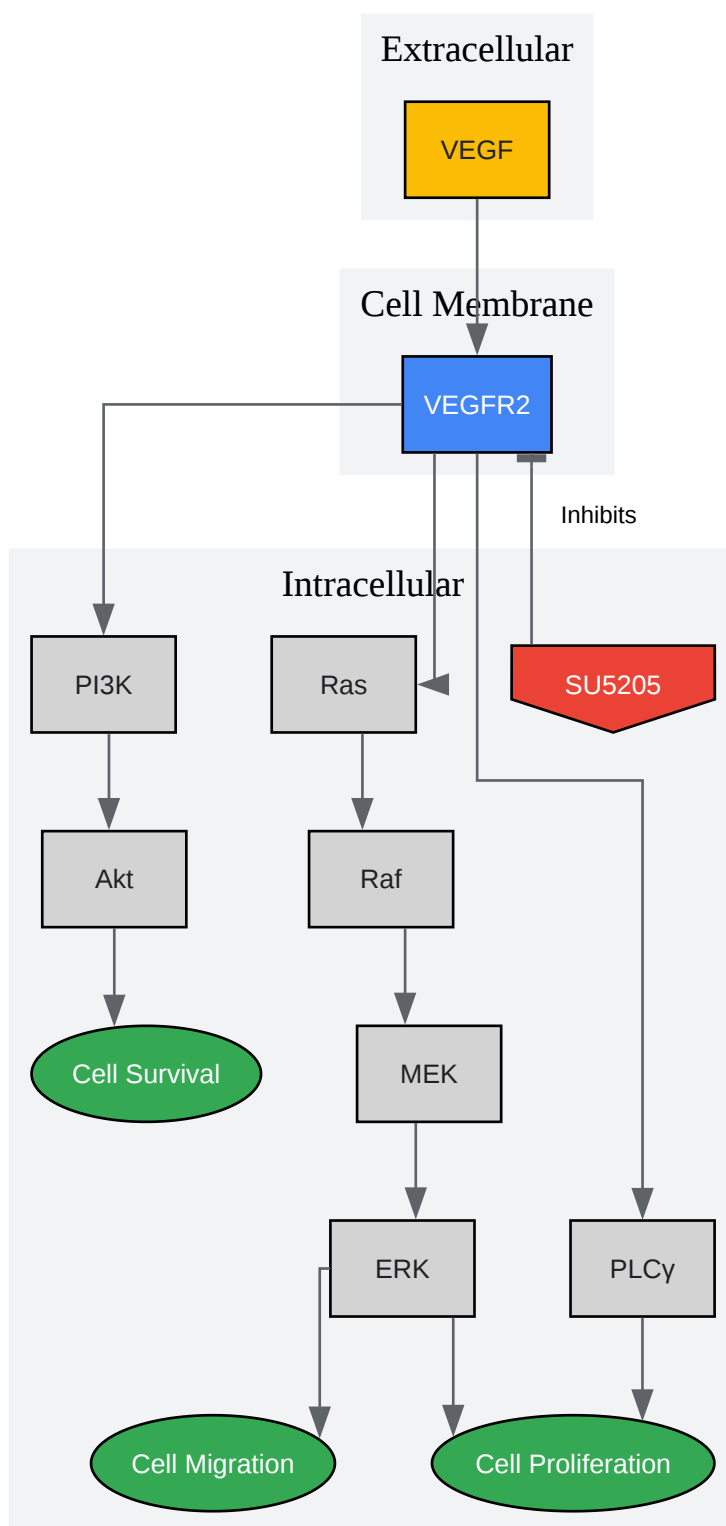 Extracellular
VEGF
Cell Membrane
VEGFR2
Inhibits
Intracellular
PI3K
Ras
SU5205
Akt
Raf
Cell Survival
MEK
ERK
PLCγ
Cell Migration
Cell Proliferation